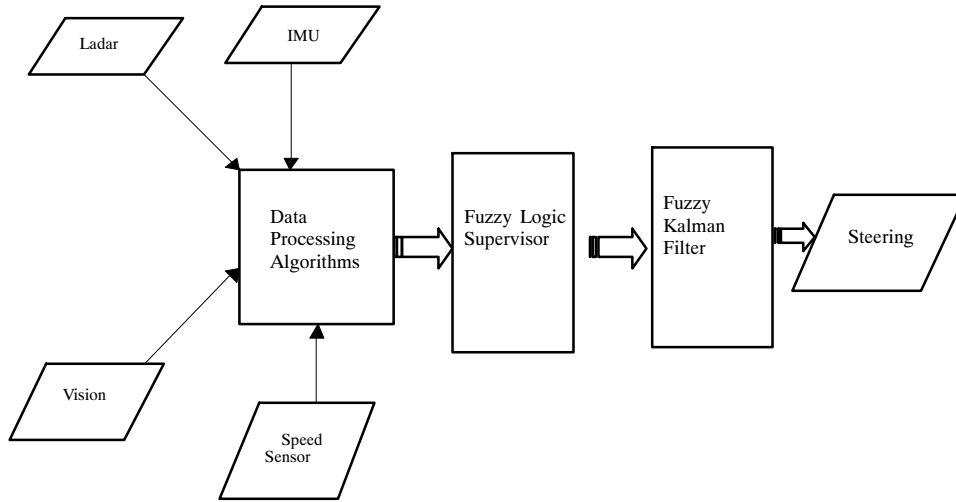 Ladar
IMU
Data
Processing
Algorithms
Fuzzy Logic
Supervisor
Fuzzy
Kalman
Filter
Steering
Vision
Speed
Sensor